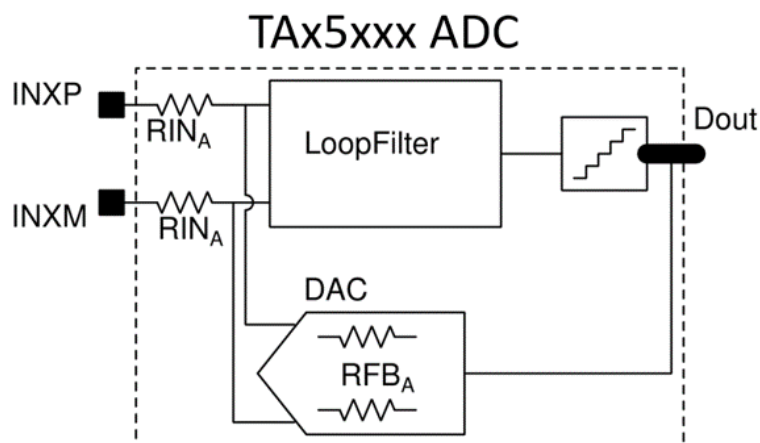 TAx5xxx ADC
INXP
RINA
LoopFilter
Dout
INXM
RINA
DAC
RFBA